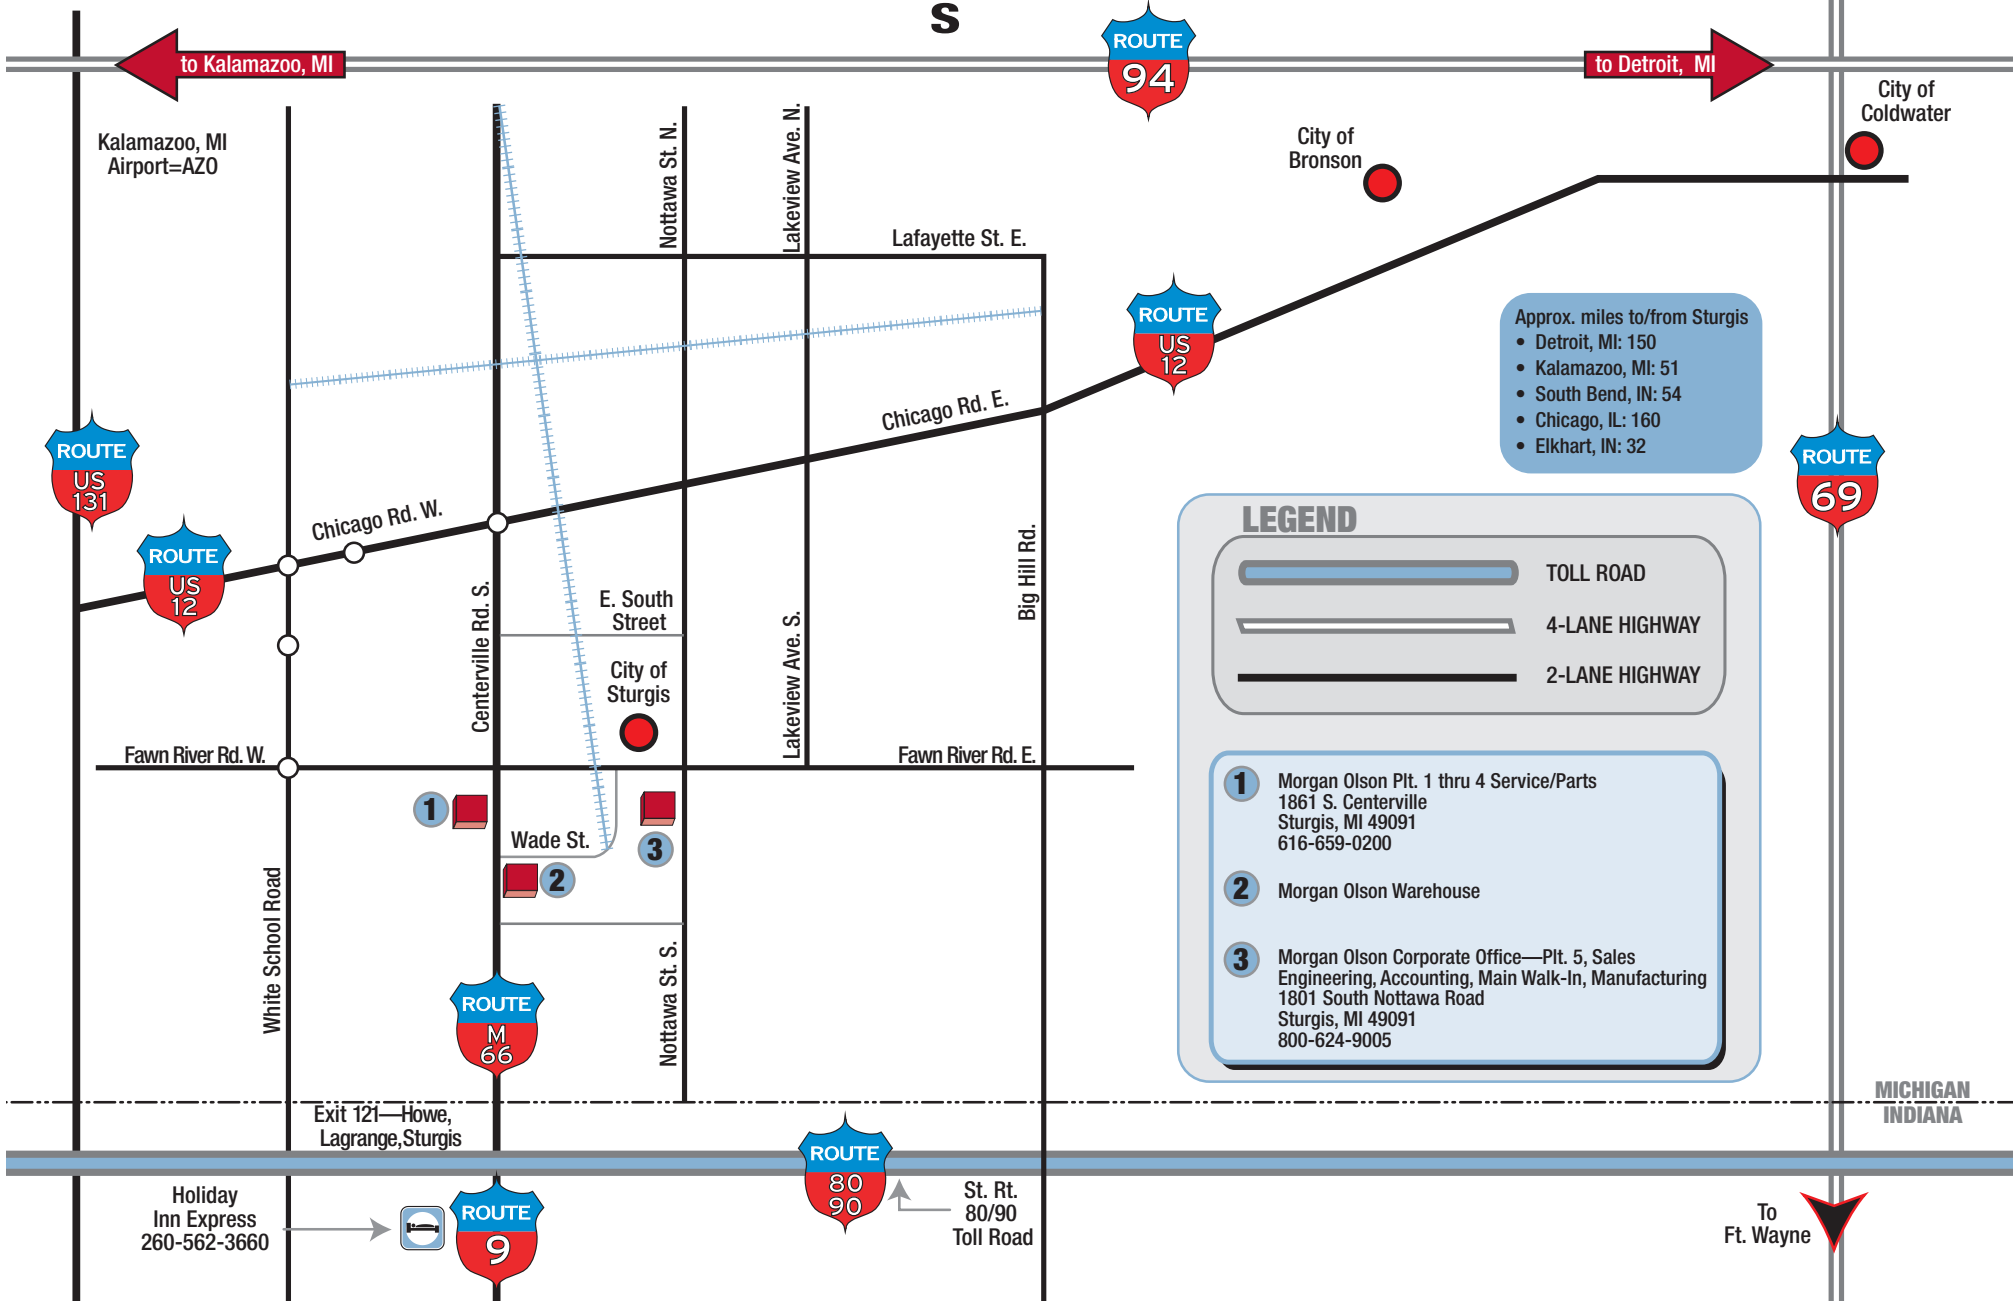 S
to Kalamazoo, MI
ROUTE
94
to Detroit, MI
City of
Coldwater
Kalamazoo, MI
Airport=AZO
Nottawa St. N.
Lakeview Ave. N.
City of
Bronson
Lafayette St. E.
ROUTE
US
12
Approx. miles to/from Sturgis
• Detroit, MI: 150
• Kalamazoo, MI: 51
• South Bend, IN: 54
• Chicago, IL: 160
• Elkhart, IN: 32
Chicago Rd. E.
ROUTE
US
131
ROUTE
69
Chicago Rd. W.
ROUTE
US
12
LEGEND
TOLL ROAD
4-LANE HIGHWAY
2-LANE HIGHWAY
Centerville Rd. S.
E. South
Street
Big Hill Rd.
Lakeview Ave. S.
City of
Sturgis
Fawn River Rd. W.
Fawn River Rd. E.
1
Wade St.
3
2
1
Morgan Olson Plt. 1 thru 4 Service/Parts
1861 S. Centerville
Sturgis, MI 49091
616-659-0200
2
Morgan Olson Warehouse
3
Morgan Olson Corporate Office—Plt. 5, Sales
Engineering, Accounting, Main Walk-In, Manufacturing
1801 South Nottawa Road
Sturgis, MI 49091
800-624-9005
White School Road
Nottawa St. S.
ROUTE
M
66
MICHIGAN
INDIANA
Exit 121—Howe,
Lagrange,Sturgis
ROUTE
80
90
St. Rt.
80/90
Toll Road
Holiday
Inn Express
260-562-3660
ROUTE
9
To
Ft. Wayne